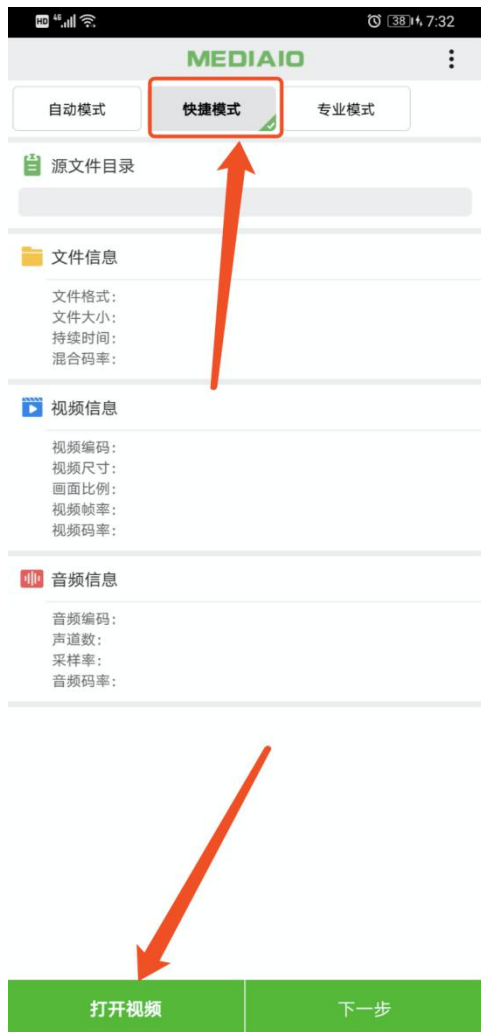 HD 46 38 7:32
MEDIAIO
自动模式 快捷模式 专业模式
源文件目录
文件信息
文件格式：
文件大小：
持续时间：
混合码率：
视频信息
视频编码：
视频尺寸：
画面比例：
视频帧率：
视频码率：
音频信息
音频编码：
声道数：
采样率：
音频码率：
打开视频 下一步